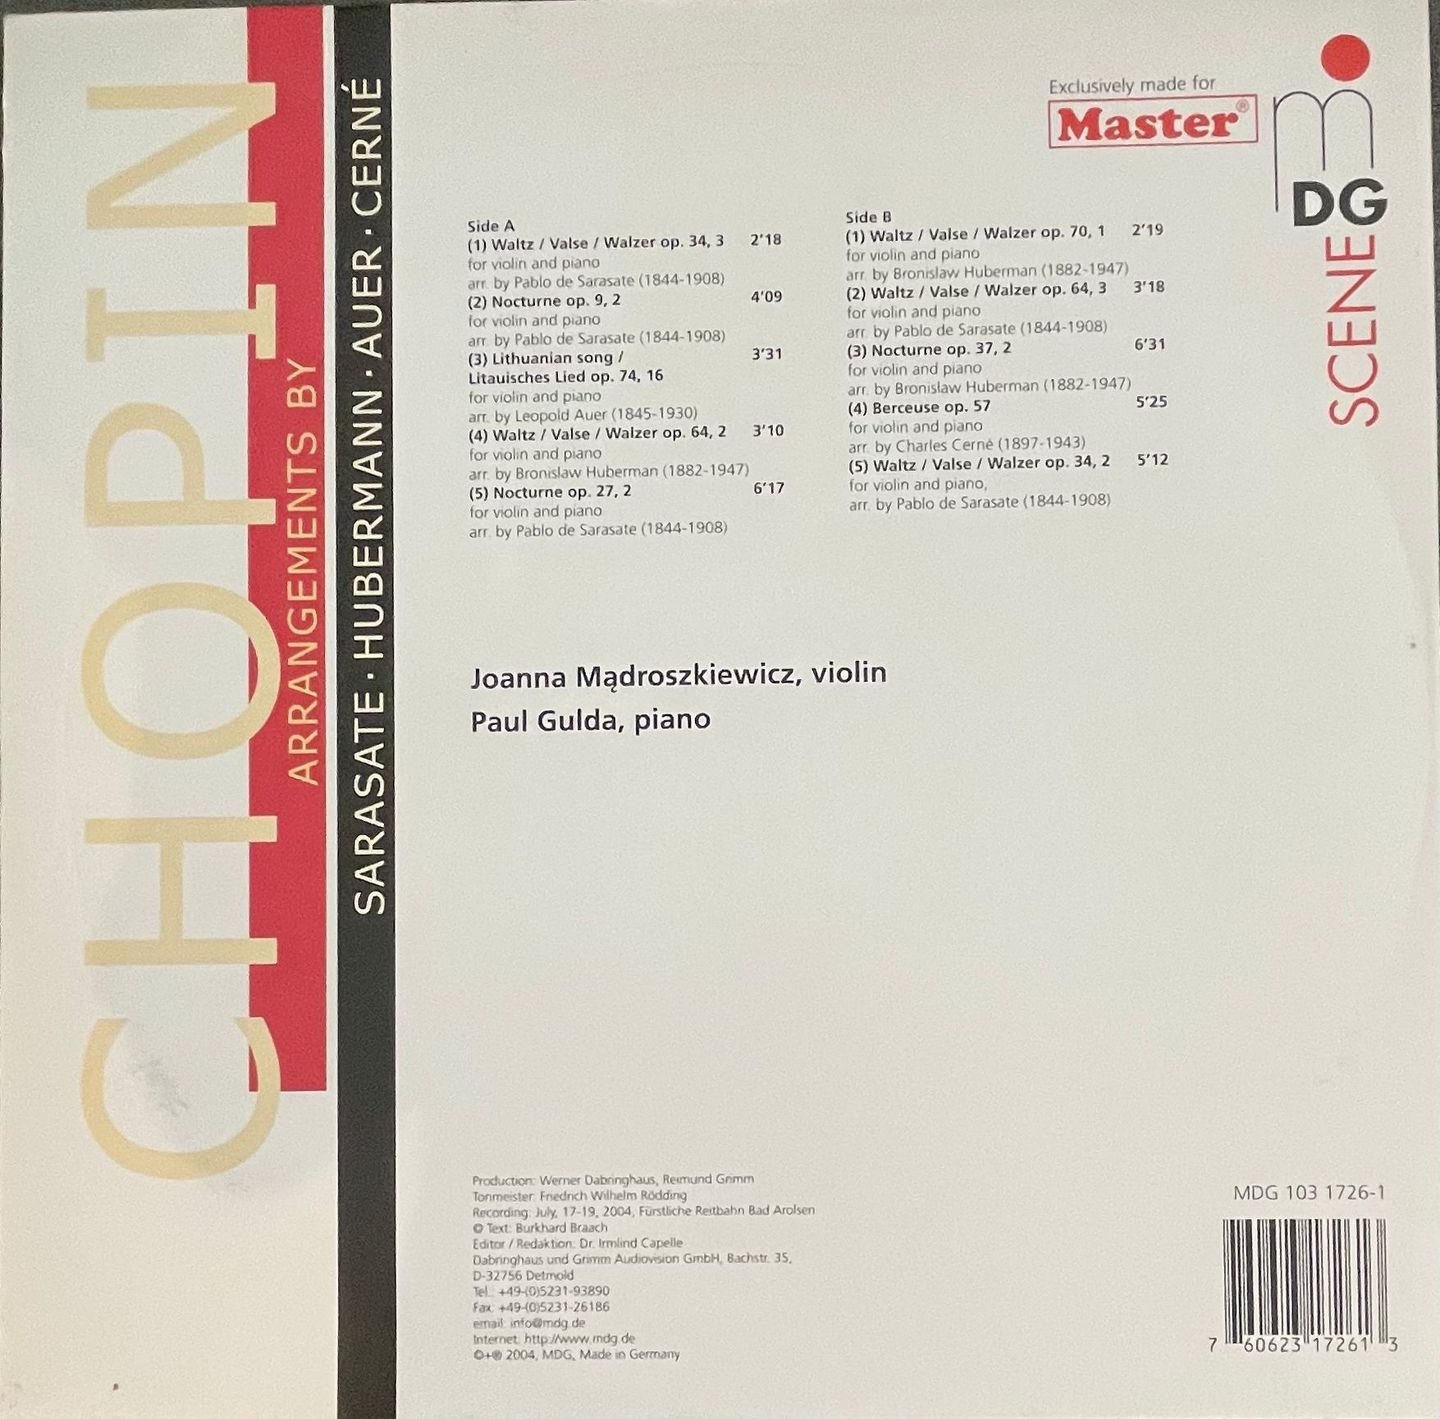 CHOPIN
ARRANGEMENTS BY
SARASATE · HUBERMANN · AUER · CERNÉ
Exclusively made for
Master®
MDG
SCENE
Side A
(1) Waltz / Valse / Walzer op. 34, 3 2'18
for violin and piano
arr. by Pablo de Sarasate (1844-1908)
(2) Nocturne op. 9, 2 4'09
for violin and piano
arr. by Pablo de Sarasate (1844-1908)
(3) Lithuanian song / 3'31
Litauisches Lied op. 74, 16
for violin and piano
arr. by Leopold Auer (1845-1930)
(4) Waltz / Valse / Walzer op. 64, 2 3'10
for violin and piano
arr. by Bronislaw Huberman (1882-1947)
(5) Nocturne op. 27, 2 6'17
for violin and piano
arr. by Pablo de Sarasate (1844-1908)
Side B
(1) Waltz / Valse / Walzer op. 70, 1 2'19
for violin and piano
arr. by Bronislaw Huberman (1882-1947)
(2) Waltz / Valse / Walzer op. 64, 3 3'18
for violin and piano
arr. by Pablo de Sarasate (1844-1908)
(3) Nocturne op. 37, 2 6'31
for violin and piano
arr. by Bronislaw Huberman (1882-1947)
(4) Berceuse op. 57 5'25
for violin and piano
arr. by Charles Cerné (1897-1943)
(5) Waltz / Valse / Walzer op. 34, 2 5'12
for violin and piano,
arr. by Pablo de Sarasate (1844-1908)
Joanna Mądroszkiewicz, violin
Paul Gulda, piano
Production: Werner Dabringhaus, Reimund Grimm
Tonmeister: Friedrich Wilhelm Rödding
Recording: July, 17-19, 2004, Fürstliche Reitbahn Bad Arolsen
© Text: Burkhard Braach
Editor / Redaktion: Dr. Irmlind Capelle
Dabringhaus und Grimm Audiovision GmbH, Bachstr. 35,
D-32756 Detmold
Tel.: +49-(0)5231-93890
Fax: +49-(0)5231-26186
email: info@mdg.de
Internet: http://www.mdg.de
©+℗ 2004, MDG, Made in Germany
MDG 103 1726-1
7 60623 17261 3